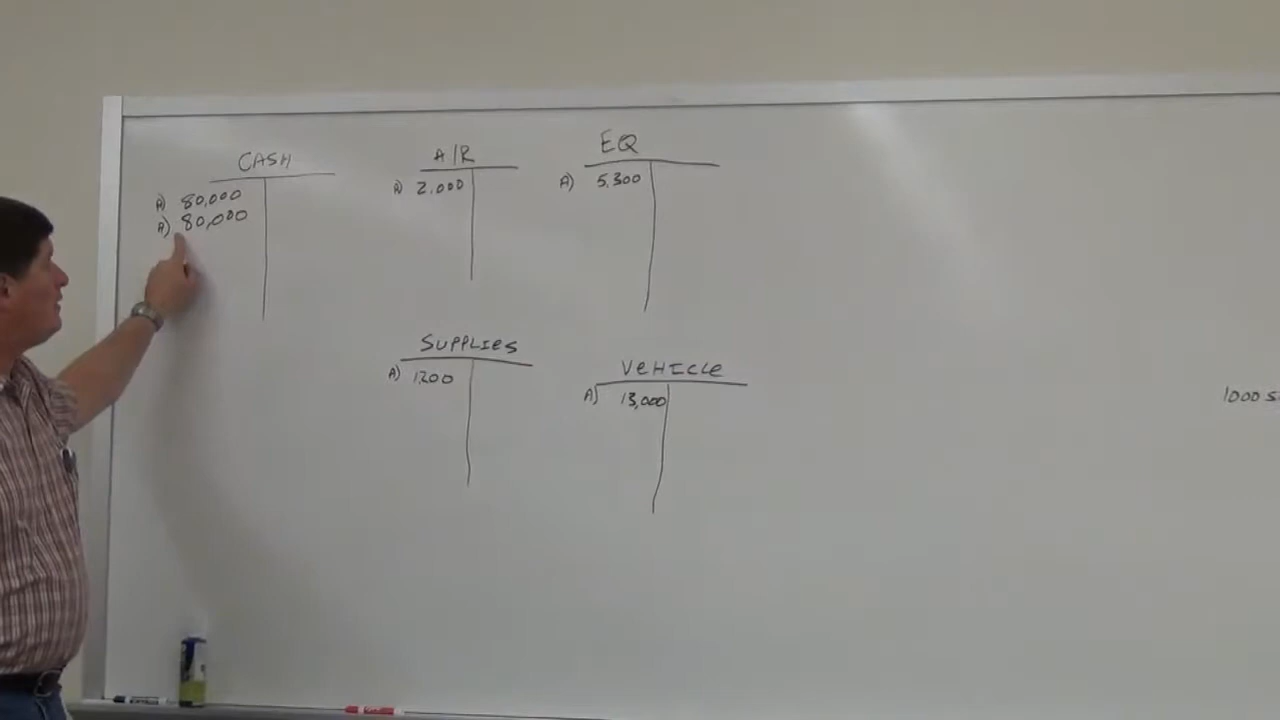 CASH
A) 80,000
A) 80,000
A/R
A) 2,000
EQ
A) 5,300
SUPPLIES
A) 1200
VEHICLE
A) 13,000
1000 S